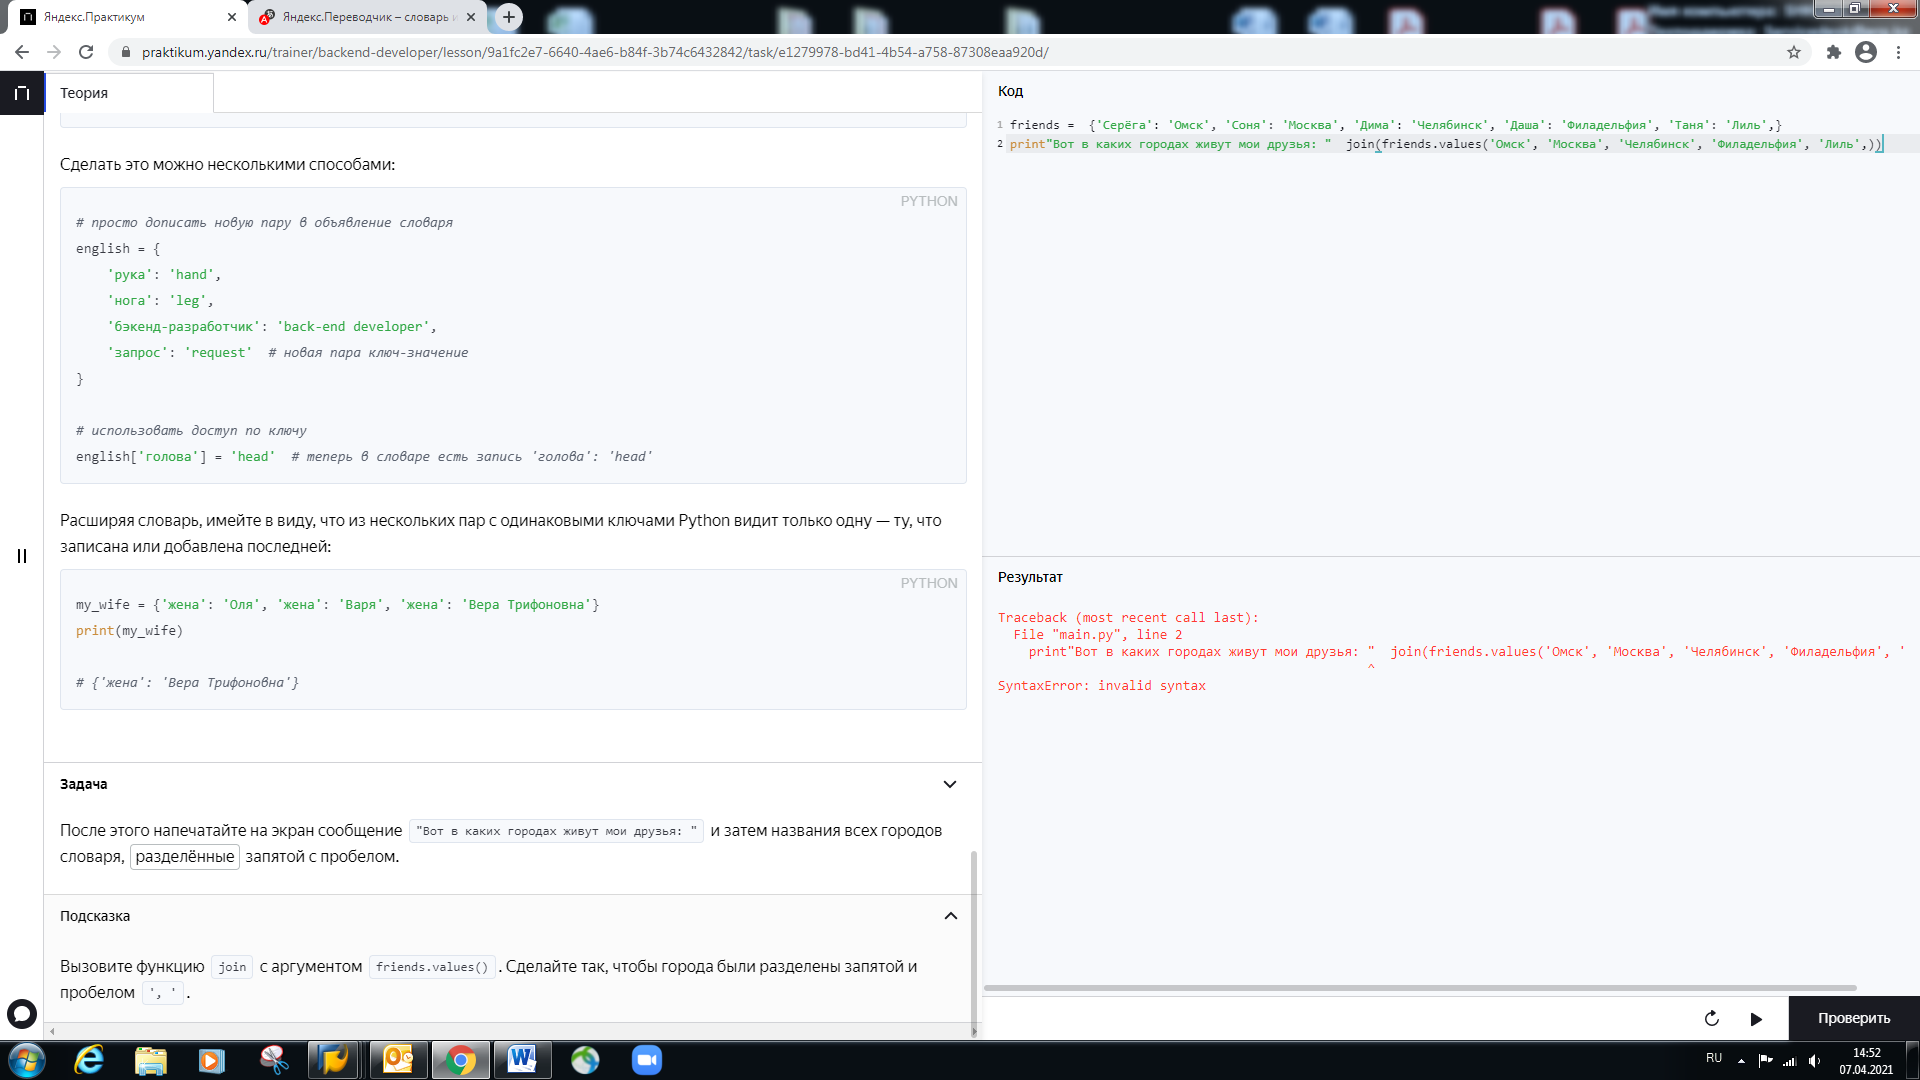 Яндекс.Практикум
Яндекс.Переводчик – словарь и
praktikum.yandex.ru/trainer/backend-developer/lesson/9a1fc2e7-6640-4ae6-b84f-3b74c6432842/task/e1279978-bd41-4b54-a758-87308eaa920d/
Теория
Сделать это можно несколькими способами:
PYTHON
# просто дописать новую пару в объявление словаря
english = {
    'рука': 'hand',
    'нога': 'leg',
    'бэкенд-разработчик': 'back-end developer',
    'запрос': 'request'  # новая пара ключ-значение
}
# использовать доступ по ключу
english['голова'] = 'head'  # теперь в словаре есть запись 'голова': 'head'
Расширяя словарь, имейте в виду, что из нескольких пар с одинаковыми ключами Python видит только одну — ту, что
записана или добавлена последней:
PYTHON
my_wife = {'жена': 'Оля', 'жена': 'Варя', 'жена': 'Вера Трифоновна'}
print(my_wife)
# {'жена': 'Вера Трифоновна'}
Задача
После этого напечатайте на экран сообщение "Вот в каких городах живут мои друзья: " и затем названия всех городов
словаря, разделённые запятой с пробелом.
Подсказка
Вызовите функцию join с аргументом friends.values() . Сделайте так, чтобы города были разделены запятой и
пробелом ', ' .
Код
1 friends =  {'Серёга': 'Омск', 'Соня': 'Москва', 'Дима': 'Челябинск', 'Даша': 'Филадельфия', 'Таня': 'Лиль',}
2 print"Вот в каких городах живут мои друзья: "  join(friends.values('Омск', 'Москва', 'Челябинск', 'Филадельфия', 'Лиль',))
Результат
Traceback (most recent call last):
  File "main.py", line 2
    print"Вот в каких городах живут мои друзья: "  join(friends.values('Омск', 'Москва', 'Челябинск', 'Филадельфия', '
^
SyntaxError: invalid syntax
Проверить
RU
14:52
07.04.2021